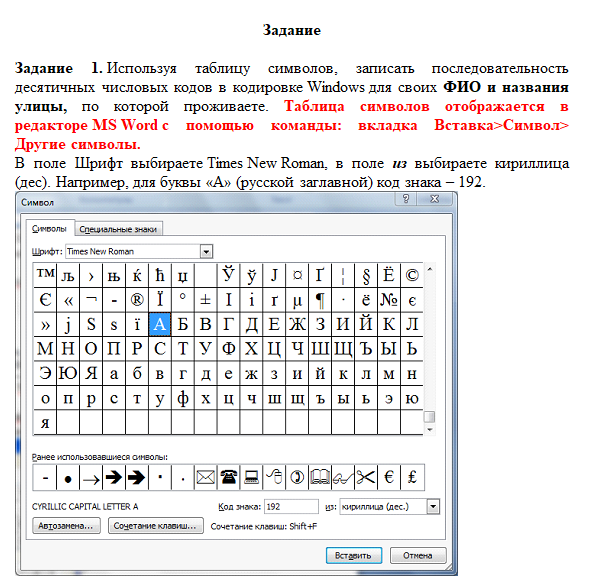 Задание
Задание 1. Используя таблицу символов, записать последовательность
десятичных числовых кодов в кодировке Windows для своих ФИО и названия
улицы, по которой проживаете. Таблица символов отображается в
редакторе MS Word с помощью команды: вкладка Вставка>Символ>
Другие символы.
В поле Шрифт выбираете Times New Roman, в поле из выбираете кириллица
(дес). Например, для буквы «А» (русской заглавной) код знака – 192.
Символ
Символы Специальные знаки
Шрифт: Times New Roman
™ љ › њ ќ ћ џ Ў ў Ј ¤ Ґ ¦ § Ё ©
Є « ¬ - ® Ї ° ± І і ґ µ ¶ · ё № є
» ј Ѕ ѕ ї А Б В Г Д Е Ж З И Й К Л
М Н О П Р С Т У Ф Х Ц Ч Ш Щ Ъ Ы Ь
Э Ю Я а б в г д е ж з и й к л м н
о п р с т у ф х ц ч ш щ ъ ы ь э ю
я
Ранее использовавшиеся символы:
- ● → · . € £
CYRILLIC CAPITAL LETTER A Код знака: 192 из: кириллица (дес.)
Автозамена... Сочетание клавиш... Сочетание клавиш: Shift+F
Вставить Отмена